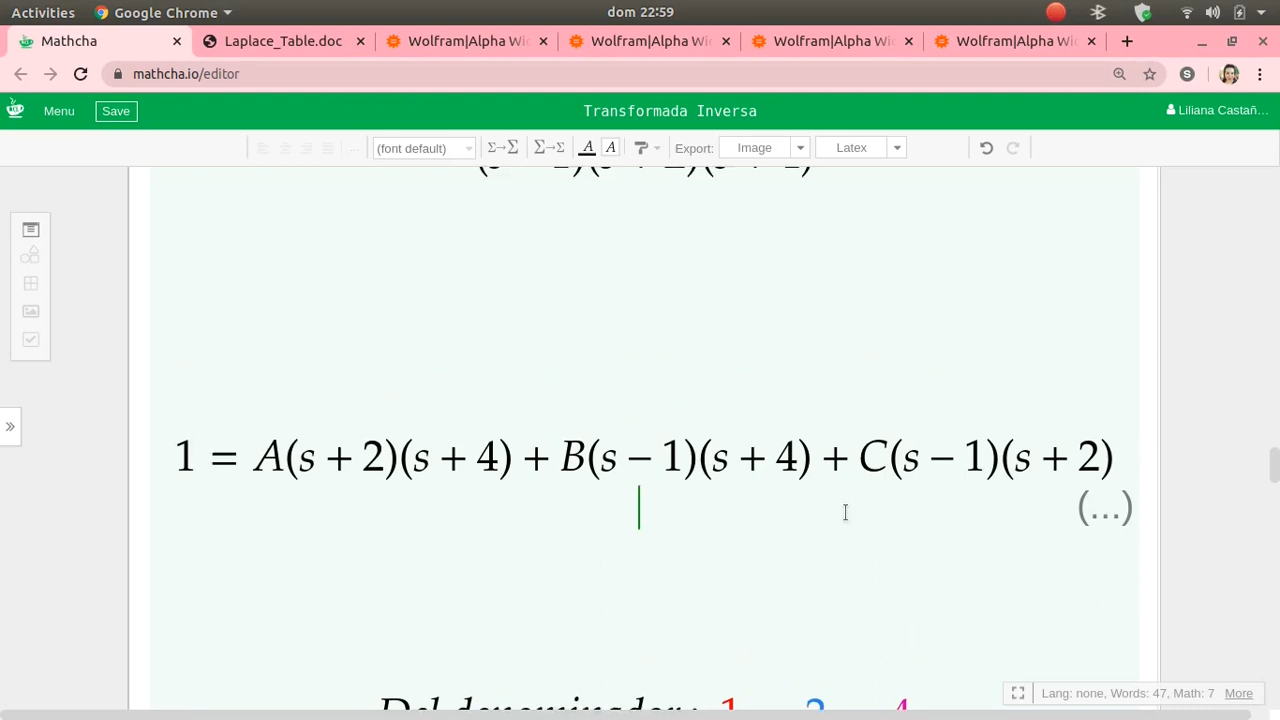 Activities Google Chrome dom 22:59
Mathcha Laplace_Table.doc Wolfram|Alpha Wi Wolfram|Alpha Wi Wolfram|Alpha Wi Wolfram|Alpha Wi
mathcha.io/editor S
Menu Save Transformada Inversa Liliana Castañ...
... (font default) Σ→Σ Σ→Σ A A Export: Image Latex
1 = A(s + 2)(s + 4) + B(s − 1)(s + 4) + C(s − 1)(s + 2)
(...)
Del denominador:
Lang: none, Words: 47, Math: 7 More